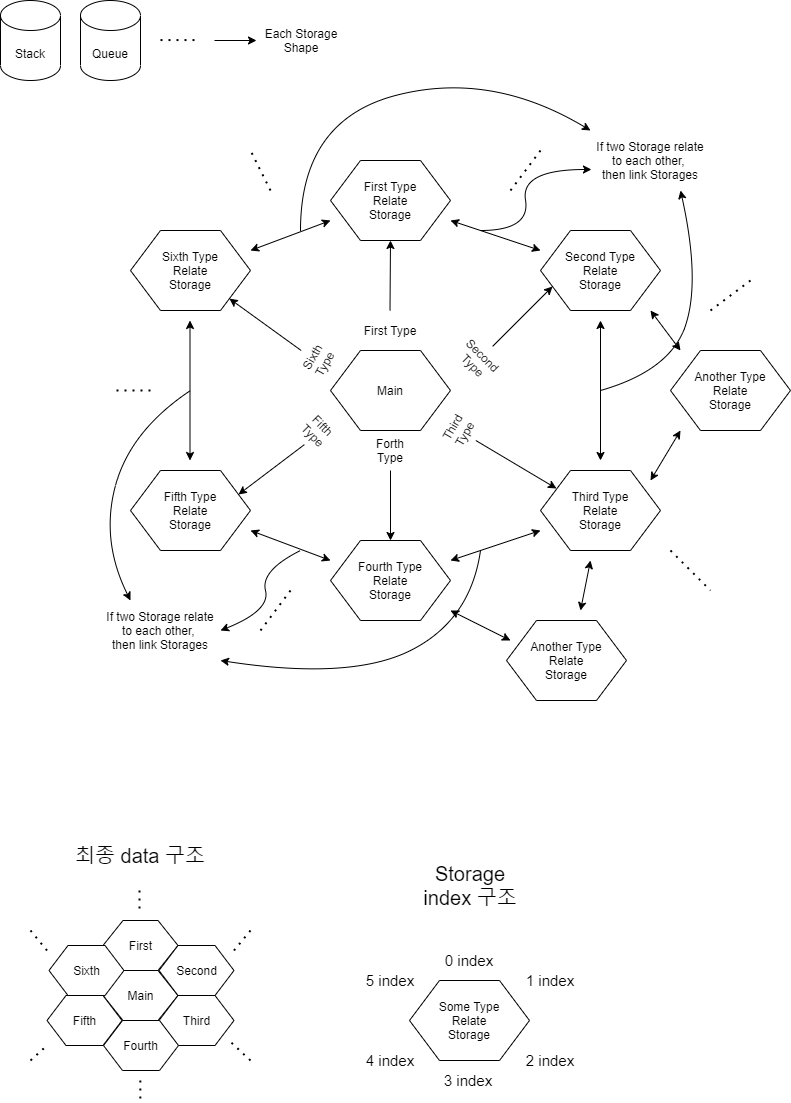 Stack
Queue
Each Storage
Shape
If two Storage relate
to each other,
then link Storages
First Type
Relate
Storage
Sixth Type
Relate
Storage
Second Type
Relate
Storage
First Type
Sixth
Type
Second
Type
Main
Another Type
Relate
Storage
Fifth
Type
Forth
Type
Third
Type
Fifth Type
Relate
Storage
Third Type
Relate
Storage
Fourth Type
Relate
Storage
If two Storage relate
to each other,
then link Storages
Another Type
Relate
Storage
최종 data 구조
First
Sixth
Second
Main
Fifth
Third
Fourth
Storage
index 구조
0 index
5 index
1 index
Some Type
Relate
Storage
4 index
2 index
3 index